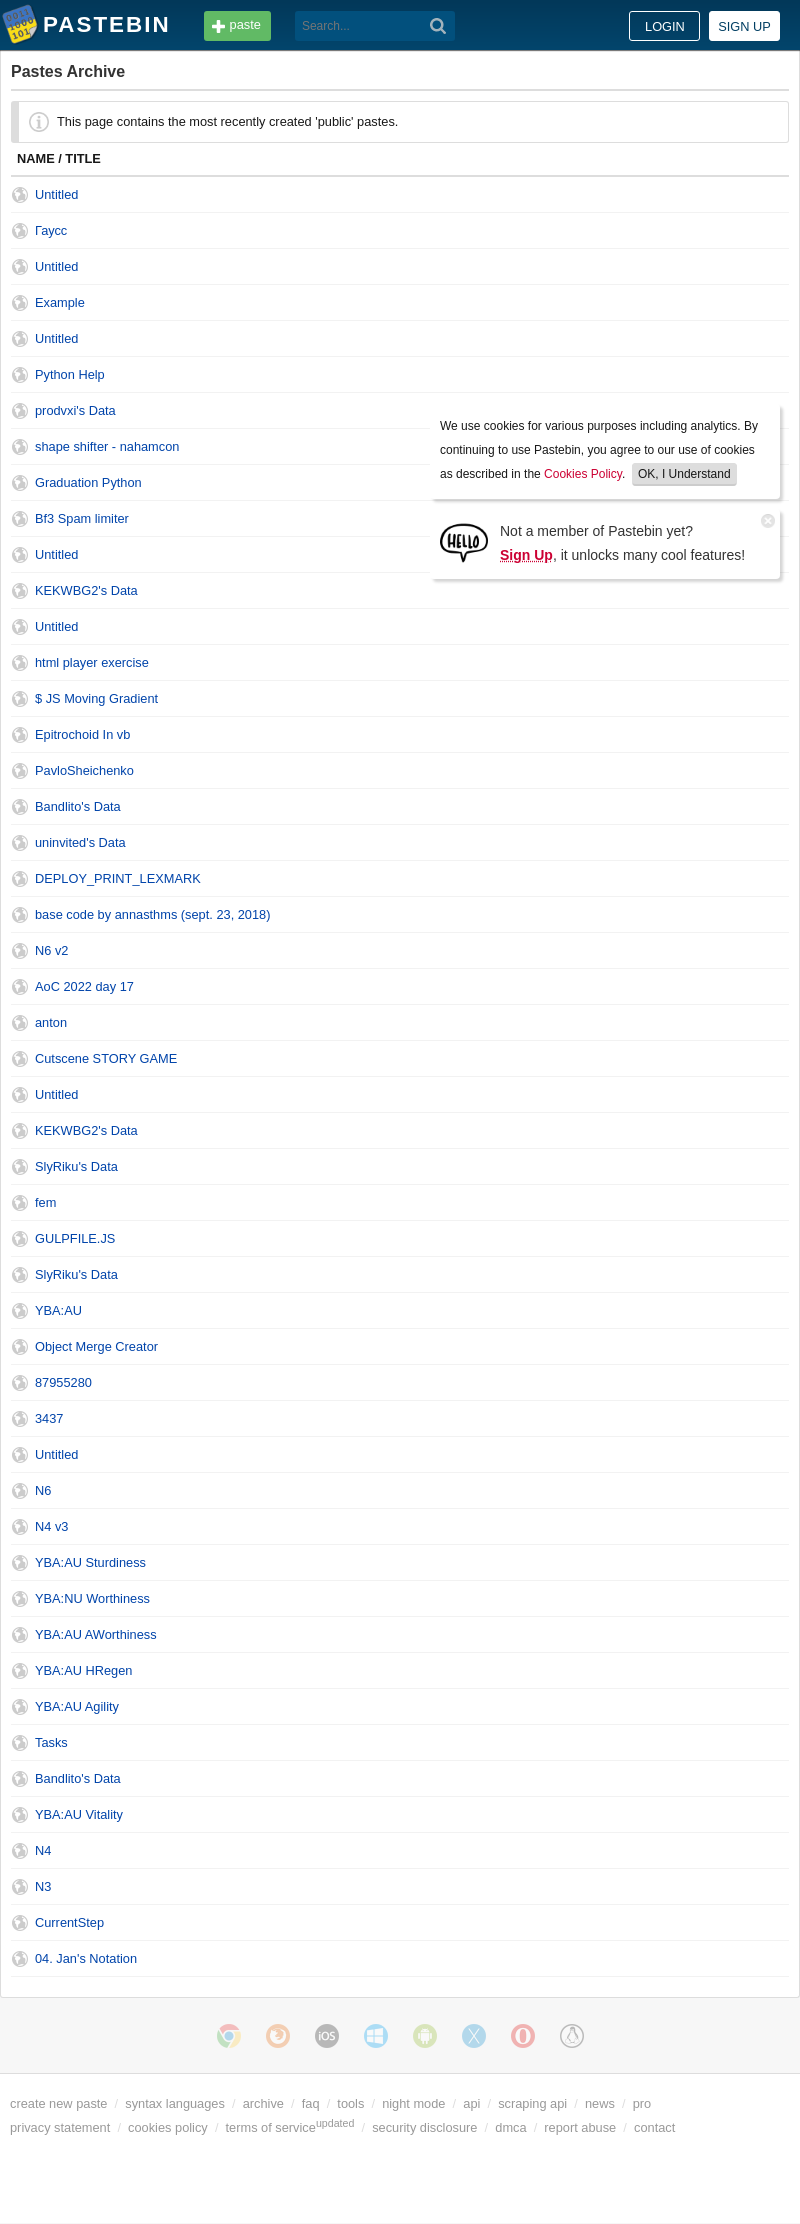 PASTEBIN paste Search... LOGIN SIGN UP
Pastes Archive
This page contains the most recently created 'public' pastes.
NAME / TITLE
Untitled
Гаусс
Untitled
Example
Untitled
Python Help
prodvxi's Data
shape shifter - nahamcon
Graduation Python
Bf3 Spam limiter
Untitled
KEKWBG2's Data
Untitled
html player exercise
$ JS Moving Gradient
Epitrochoid In vb
PavloSheichenko
Bandlito's Data
uninvited's Data
DEPLOY_PRINT_LEXMARK
base code by annasthms (sept. 23, 2018)
N6 v2
AoC 2022 day 17
anton
Cutscene STORY GAME
Untitled
KEKWBG2's Data
SlyRiku's Data
fem
GULPFILE.JS
SlyRiku's Data
YBA:AU
Object Merge Creator
87955280
3437
Untitled
N6
N4 v3
YBA:AU Sturdiness
YBA:NU Worthiness
YBA:AU AWorthiness
YBA:AU HRegen
YBA:AU Agility
Tasks
Bandlito's Data
YBA:AU Vitality
N4
N3
CurrentStep
04. Jan's Notation
We use cookies for various purposes including analytics. By
continuing to use Pastebin, you agree to our use of cookies
as described in the Cookies Policy. OK, I Understand
HELLO
Not a member of Pastebin yet?
Sign Up, it unlocks many cool features!
iOS
create new paste / syntax languages / archive / faq / tools / night mode / api / scraping api / news / pro
privacy statement / cookies policy / terms of serviceupdated / security disclosure / dmca / report abuse / contact